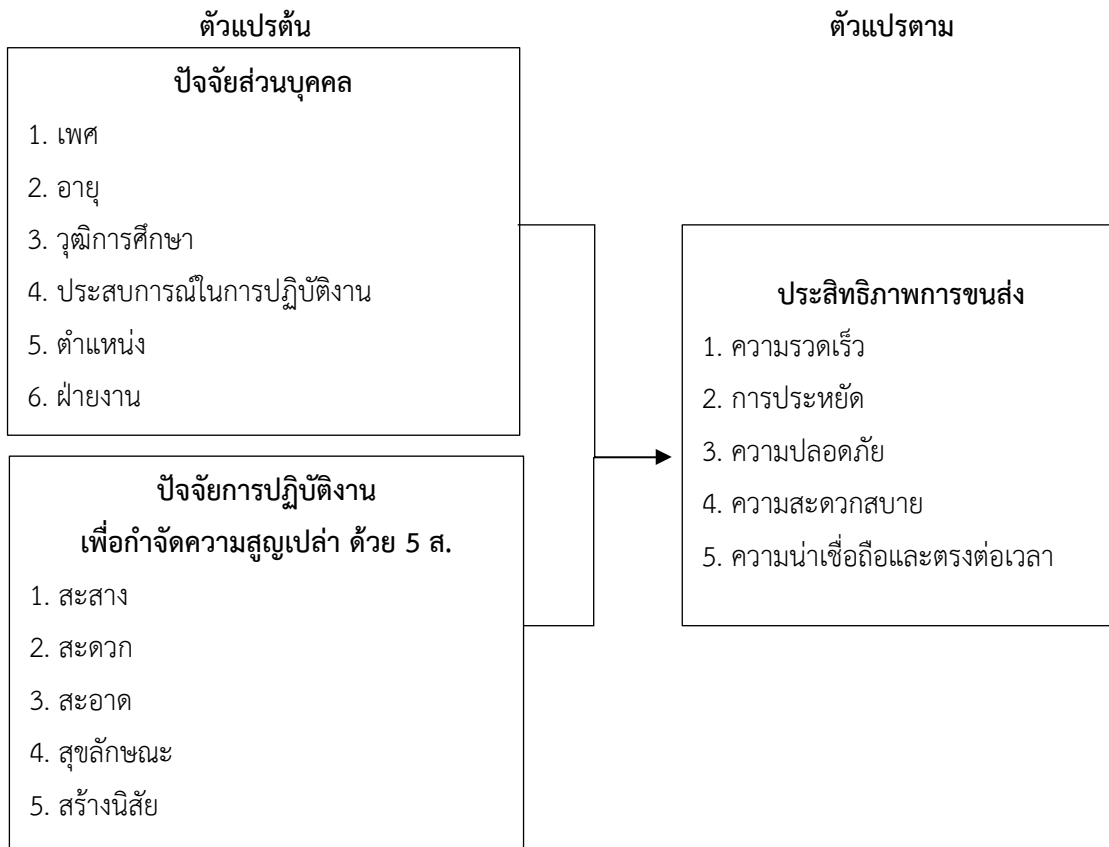 ตัวแปรต้น
ตัวแปรตาม
ปัจจัยส่วนบุคคล
1. เพศ
2. อายุ
3. วุฒิการศึกษา
4. ประสบการณ์ในการปฏิบัติงาน
5. ตำแหน่ง
6. ฝ่ายงาน
ปัจจัยการปฏิบัติงาน
เพื่อกำจัดความสูญเปล่า ด้วย 5 ส.
1. สะสาง
2. สะดวก
3. สะอาด
4. สุขลักษณะ
5. สร้างนิสัย
ประสิทธิภาพการขนส่ง
1. ความรวดเร็ว
2. การประหยัด
3. ความปลอดภัย
4. ความสะดวกสบาย
5. ความน่าเชื่อถือและตรงต่อเวลา